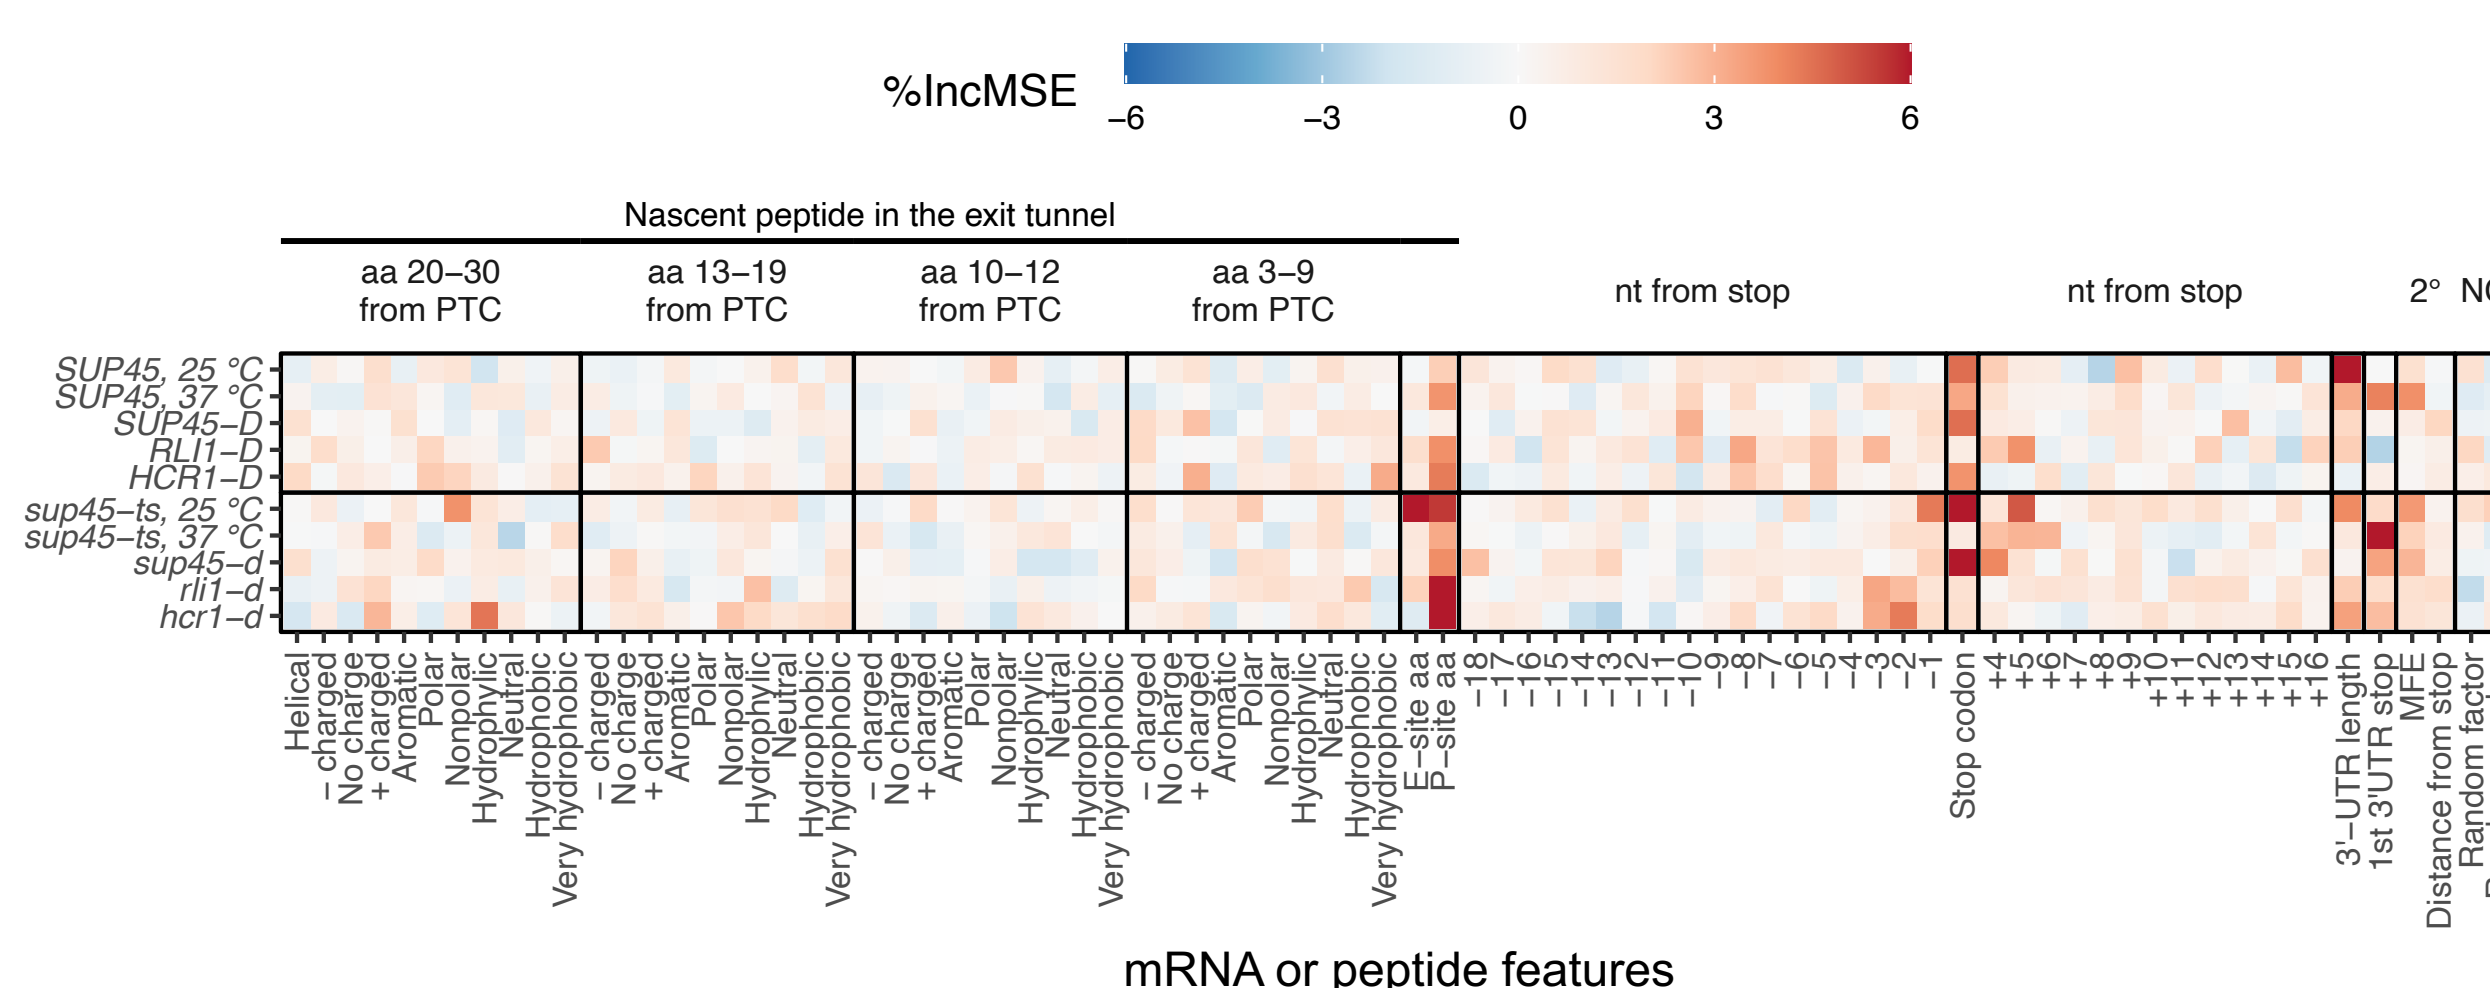 %IncMSE
−6 −3 0 3 6
Nascent peptide in the exit tunnel
aa 20−30 from PTC
aa 13−19 from PTC
aa 10−12 from PTC
aa 3−9 from PTC
nt from stop
nt from stop
2°
SUP45, 25 °C
SUP45, 37 °C
SUP45−D
RLI1−D
HCR1−D
sup45−ts, 25 °C
sup45−ts, 37 °C
sup45−d
rli1−d
hcr1−d
Helical
− charged
No charge
+ charged
Aromatic
Polar
Nonpolar
Hydrophylic
Neutral
Hydrophobic
Very hydrophobic
− charged
No charge
+ charged
Aromatic
Polar
Nonpolar
Hydrophylic
Neutral
Hydrophobic
Very hydrophobic
− charged
No charge
+ charged
Aromatic
Polar
Nonpolar
Hydrophylic
Neutral
Hydrophobic
Very hydrophobic
− charged
No charge
+ charged
Aromatic
Polar
Nonpolar
Hydrophylic
Neutral
Hydrophobic
Very hydrophobic
E−site aa
P−site aa
−18
−17
−16
−15
−14
−13
−12
−11
−10
−9
−8
−7
−6
−5
−4
−3
−2
−1
Stop codon
+4
+5
+6
+7
+8
+9
+10
+11
+12
+13
+14
+15
+16
3'−UTR length
1st 3'UTR stop
MFE
Distance from stop
Random factor
mRNA or peptide features